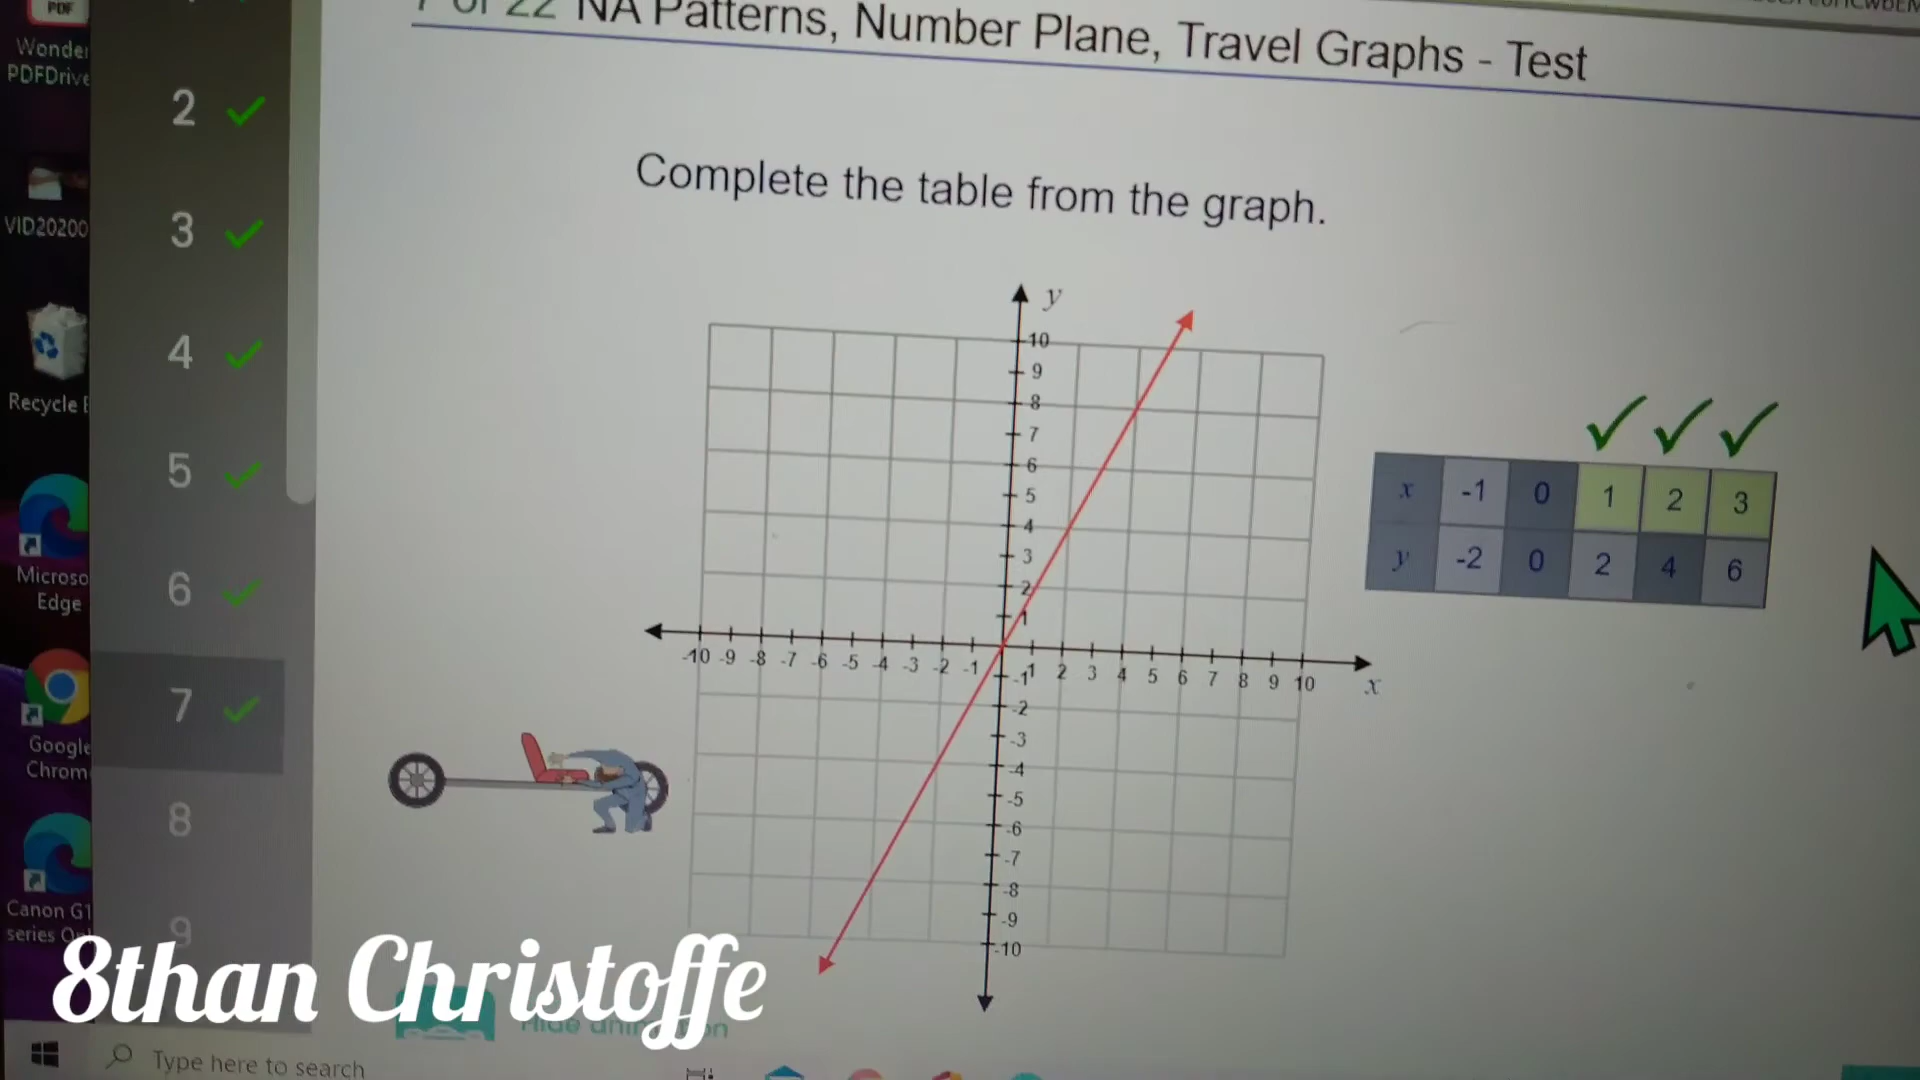 of 22 NA Patterns, Number Plane, Travel Graphs - Test
PDF
Wonder
PDFDrive
2
3
VID20200
4
Recycle
5
Microso
Edge
6
7
Google
Chrom
8
Canon G1
series
9
Complete the table from the graph.
y
10
9
8
7
6
5
4
3
2
1
-10 -9 -8 -7 -6 -5 -4 -3 -2 -1 1 2 3 4 5 6 7 8 9 10
x
-1
-2
-3
-4
-5
-6
-7
-8
-9
-10
x -1 0 1 2 3
y -2 0 2 4 6
8than Christoffe
Type here to search